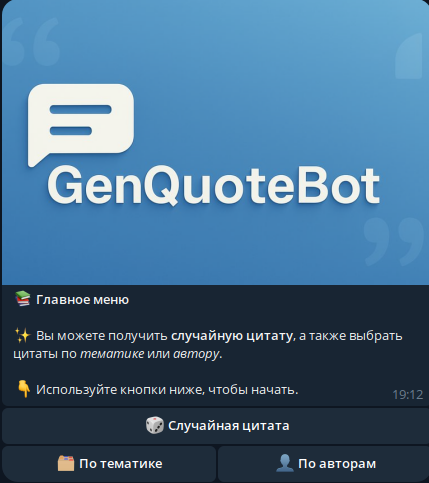 GenQuoteBot
📚 Главное меню
✨ Вы можете получить случайную цитату, а также выбрать
цитаты по тематике или автору.
👇 Используйте кнопки ниже, чтобы начать.
19:12
🎲 Случайная цитата
🗂 По тематике
👤 По авторам